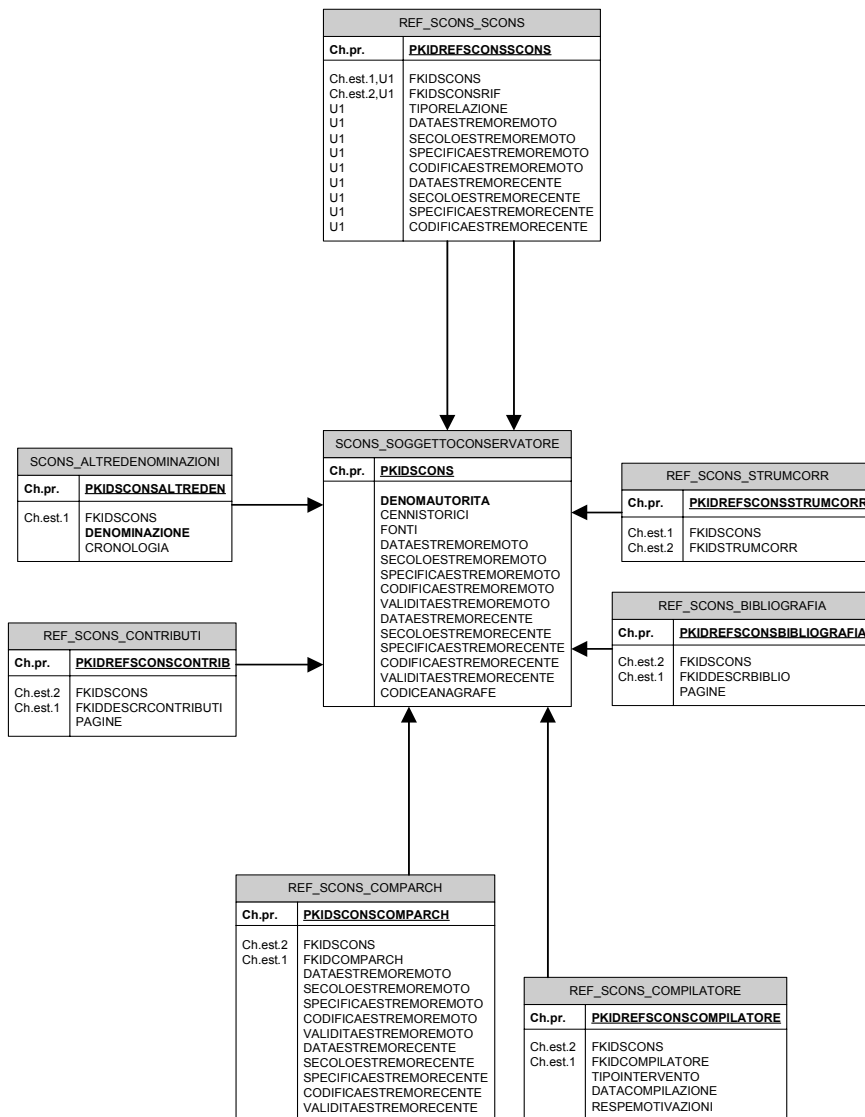 REF_SCONS_SCONS
Ch.pr. PKIDREFSCONSSCONS
Ch.est.1,U1 FKIDSCONS
Ch.est.2,U1 FKIDSCONSRIF
U1 TIPORELAZIONE
U1 DATAESTREMOREMOTO
U1 SECOLOESTREMOREMOTO
U1 SPECIFICAESTREMOREMOTO
U1 CODIFICAESTREMOREMOTO
U1 DATAESTREMORECENTE
U1 SECOLOESTREMORECENTE
U1 SPECIFICAESTREMORECENTE
U1 CODIFICAESTREMORECENTE
SCONS_ALTREDENOMINAZIONI
Ch.pr. PKIDSCONSALTREDEN
Ch.est.1 FKIDSCONS
DENOMINAZIONE
CRONOLOGIA
SCONS_SOGGETTOCONSERVATORE
Ch.pr. PKIDSCONS
DENOMAUTORITA
CENNISTORICI
FONTI
DATAESTREMOREMOTO
SECOLOESTREMOREMOTO
SPECIFICAESTREMOREMOTO
CODIFICAESTREMOREMOTO
VALIDITAESTREMOREMOTO
DATAESTREMORECENTE
SECOLOESTREMORECENTE
SPECIFICAESTREMORECENTE
CODIFICAESTREMORECENTE
VALIDITAESTREMORECENTE
CODICEANAGRAFE
REF_SCONS_STRUMCORR
Ch.pr. PKIDREFSCONSSTRUMCORR
Ch.est.1 FKIDSCONS
Ch.est.2 FKIDSTRUMCORR
REF_SCONS_BIBLIOGRAFIA
Ch.pr. PKIDREFSCONSBIBLIOGRAFIA
Ch.est.2 FKIDSCONS
Ch.est.1 FKIDDESCRBIBLIO
PAGINE
REF_SCONS_CONTRIBUTI
Ch.pr. PKIDREFSCONSCONTRIB
Ch.est.2 FKIDSCONS
Ch.est.1 FKIDDESCRCONTRIBUTI
PAGINE
REF_SCONS_COMPARCH
Ch.pr. PKIDSCONSCOMPARCH
Ch.est.2 FKIDSCONS
Ch.est.1 FKIDCOMPARCH
DATAESTREMOREMOTO
SECOLOESTREMOREMOTO
SPECIFICAESTREMOREMOTO
CODIFICAESTREMOREMOTO
VALIDITAESTREMOREMOTO
DATAESTREMORECENTE
SECOLOESTREMORECENTE
SPECIFICAESTREMORECENTE
CODIFICAESTREMORECENTE
VALIDITAESTREMORECENTE
REF_SCONS_COMPILATORE
Ch.pr. PKIDREFSCONSCOMPILATORE
Ch.est.2 FKIDSCONS
Ch.est.1 FKIDCOMPILATORE
TIPOINTERVENTO
DATACOMPILAZIONE
RESPEMOTIVAZIONI